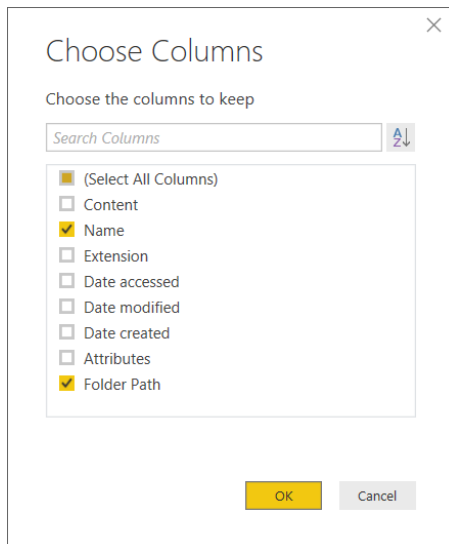 Choose Columns
Choose the columns to keep
Search Columns
A
Z
(Select All Columns)
Content
Name
Extension
Date accessed
Date modified
Date created
Attributes
Folder Path
OK
Cancel